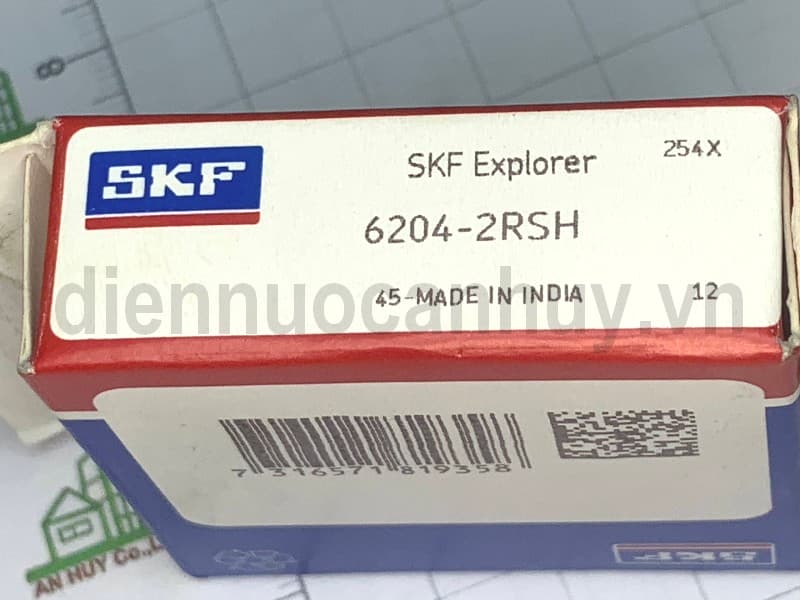 8
SKF
SKF Explorer
254X
6204-2RSH
45-MADE IN INDIA
12
diennuocanhuy.vn
7 316571 819358
SKF
AN HUY Co.,L